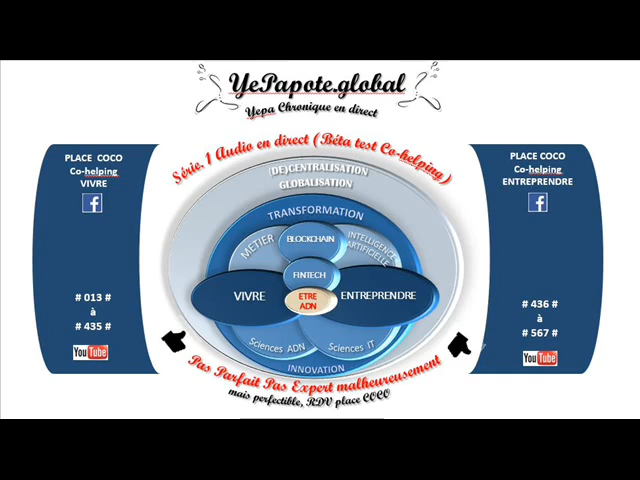 YePapote.global
Yepa Chronique en direct
Série, 1 Audio en direct ( Béta test Co-helping)
PLACE COCO
Co-helping
VIVRE
# 013 #
à
# 435 #
YouTube
(DE)CENTRALISATION
GLOBALISATION
TRANSFORMATION
METIER
BLOCKCHAIN
INTELLIGENCE
ARTIFICIELLE
FINTECH
VIVRE
ETRE
ADN
ENTREPRENDRE
Sciences ADN
Sciences IT
INNOVATION
PLACE COCO
Co-helping
ENTREPRENDRE
# 436 #
à
# 567 #
YouTube
Pas Parfait Pas Expert malheureusement
mais perfectible, RDV place COCO